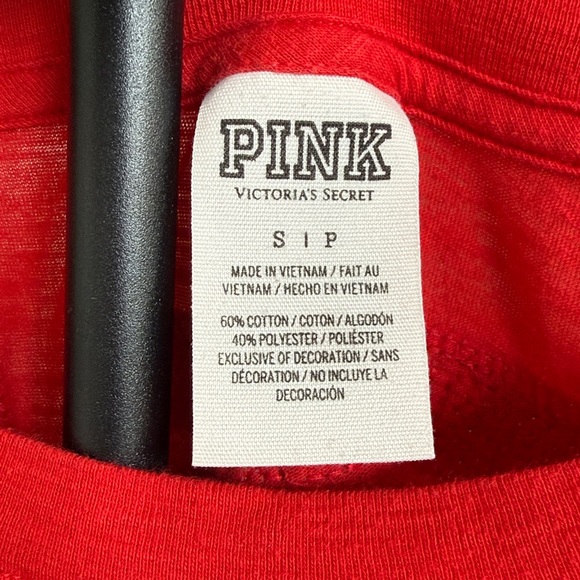 PINK
VICTORIA'S SECRET
S | P
MADE IN VIETNAM / FAIT AU
VIETNAM / HECHO EN VIETNAM
60% COTTON / COTON / ALGODÓN
40% POLYESTER / POLIÉSTER
EXCLUSIVE OF DECORATION / SANS
DÉCORATION / NO INCLUYE LA
DECORACIÓN